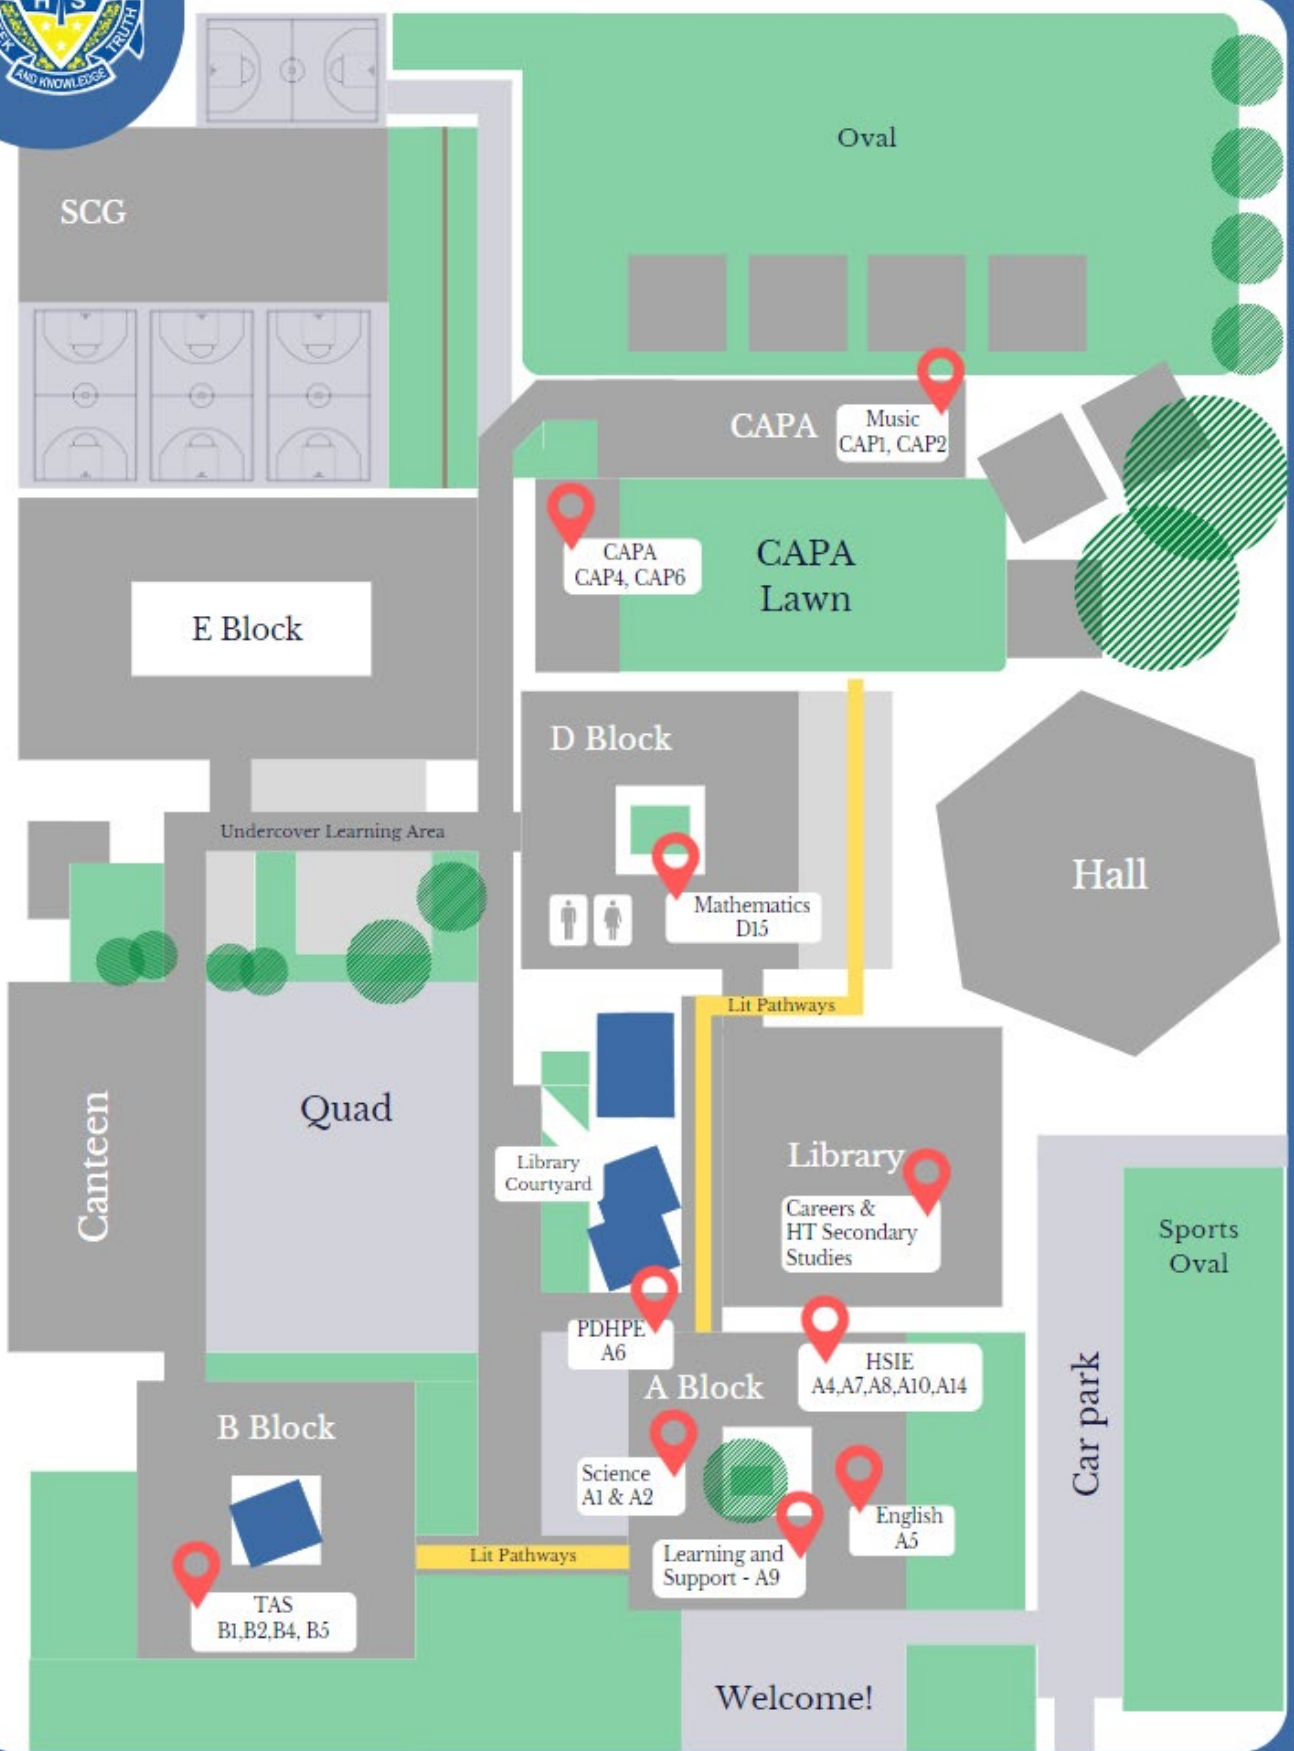 H S
TRUTH
AND KNOWLEDGE
Oval
SCG
CAPA
Music
CAP1, CAP2
CAPA
CAP4, CAP6
CAPA
Lawn
E Block
D Block
Undercover Learning Area
Hall
Mathematics
D15
Lit Pathways
Quad
Canteen
Library
Courtyard
Library
Careers &
HT Secondary
Studies
Sports
Oval
PDHPE
A6
HSIE
A4,A7,A8,A10,A14
A Block
Car park
B Block
Science
A1 & A2
English
A5
Lit Pathways
Learning and
Support - A9
TAS
B1,B2,B4, B5
Welcome!